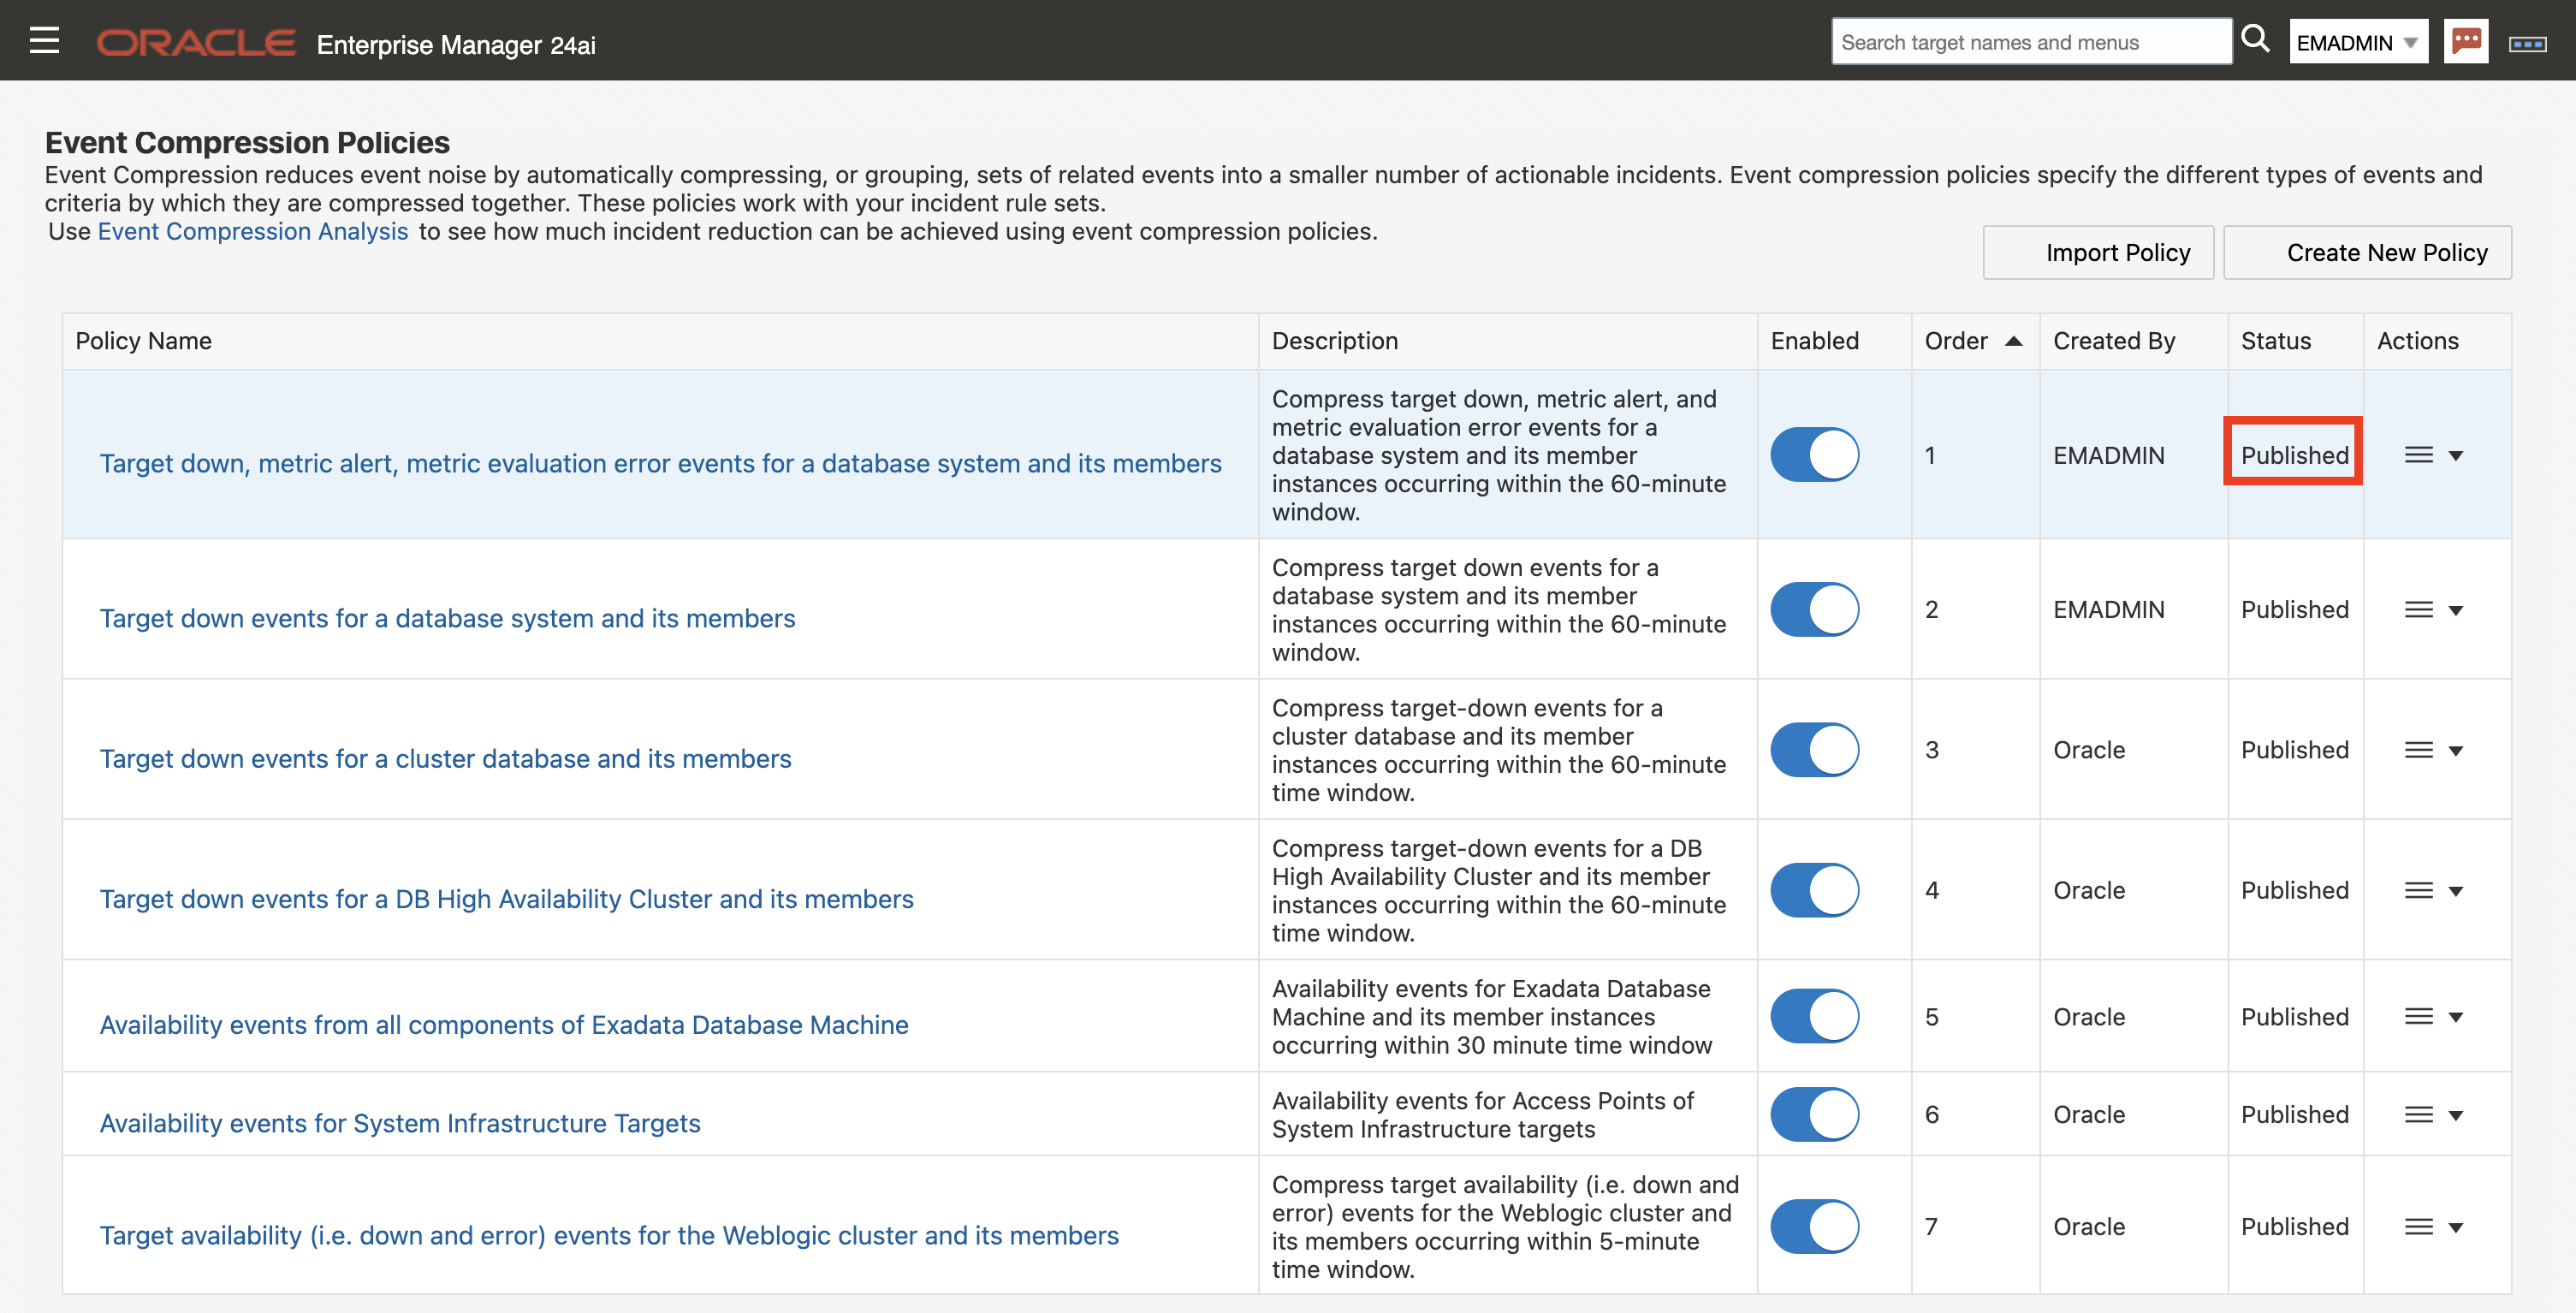 ORACLE Enterprise Manager 24ai
Search target names and menus
EMADMIN
Event Compression Policies
Event Compression reduces event noise by automatically compressing, or grouping, sets of related events into a smaller number of actionable incidents. Event compression policies specify the different types of events and
criteria by which they are compressed together. These policies work with your incident rule sets.
Use Event Compression Analysis to see how much incident reduction can be achieved using event compression policies.
Import Policy
Create New Policy
Policy Name
Description
Enabled
Order
Created By
Status
Actions
Target down, metric alert, metric evaluation error events for a database system and its members
Compress target down, metric alert, and
metric evaluation error events for a
database system and its member
instances occurring within the 60-minute
window.
1
EMADMIN
Published
Target down events for a database system and its members
Compress target down events for a
database system and its member
instances occurring within the 60-minute
window.
2
EMADMIN
Published
Target down events for a cluster database and its members
Compress target-down events for a
cluster database and its member
instances occurring within the 60-minute
time window.
3
Oracle
Published
Target down events for a DB High Availability Cluster and its members
Compress target-down events for a DB
High Availability Cluster and its member
instances occurring within the 60-minute
time window.
4
Oracle
Published
Availability events from all components of Exadata Database Machine
Availability events for Exadata Database
Machine and its member instances
occurring within 30 minute time window
5
Oracle
Published
Availability events for System Infrastructure Targets
Availability events for Access Points of
System Infrastructure targets
6
Oracle
Published
Target availability (i.e. down and error) events for the Weblogic cluster and its members
Compress target availability (i.e. down and
error) events for the Weblogic cluster and
its members occurring within 5-minute
time window.
7
Oracle
Published